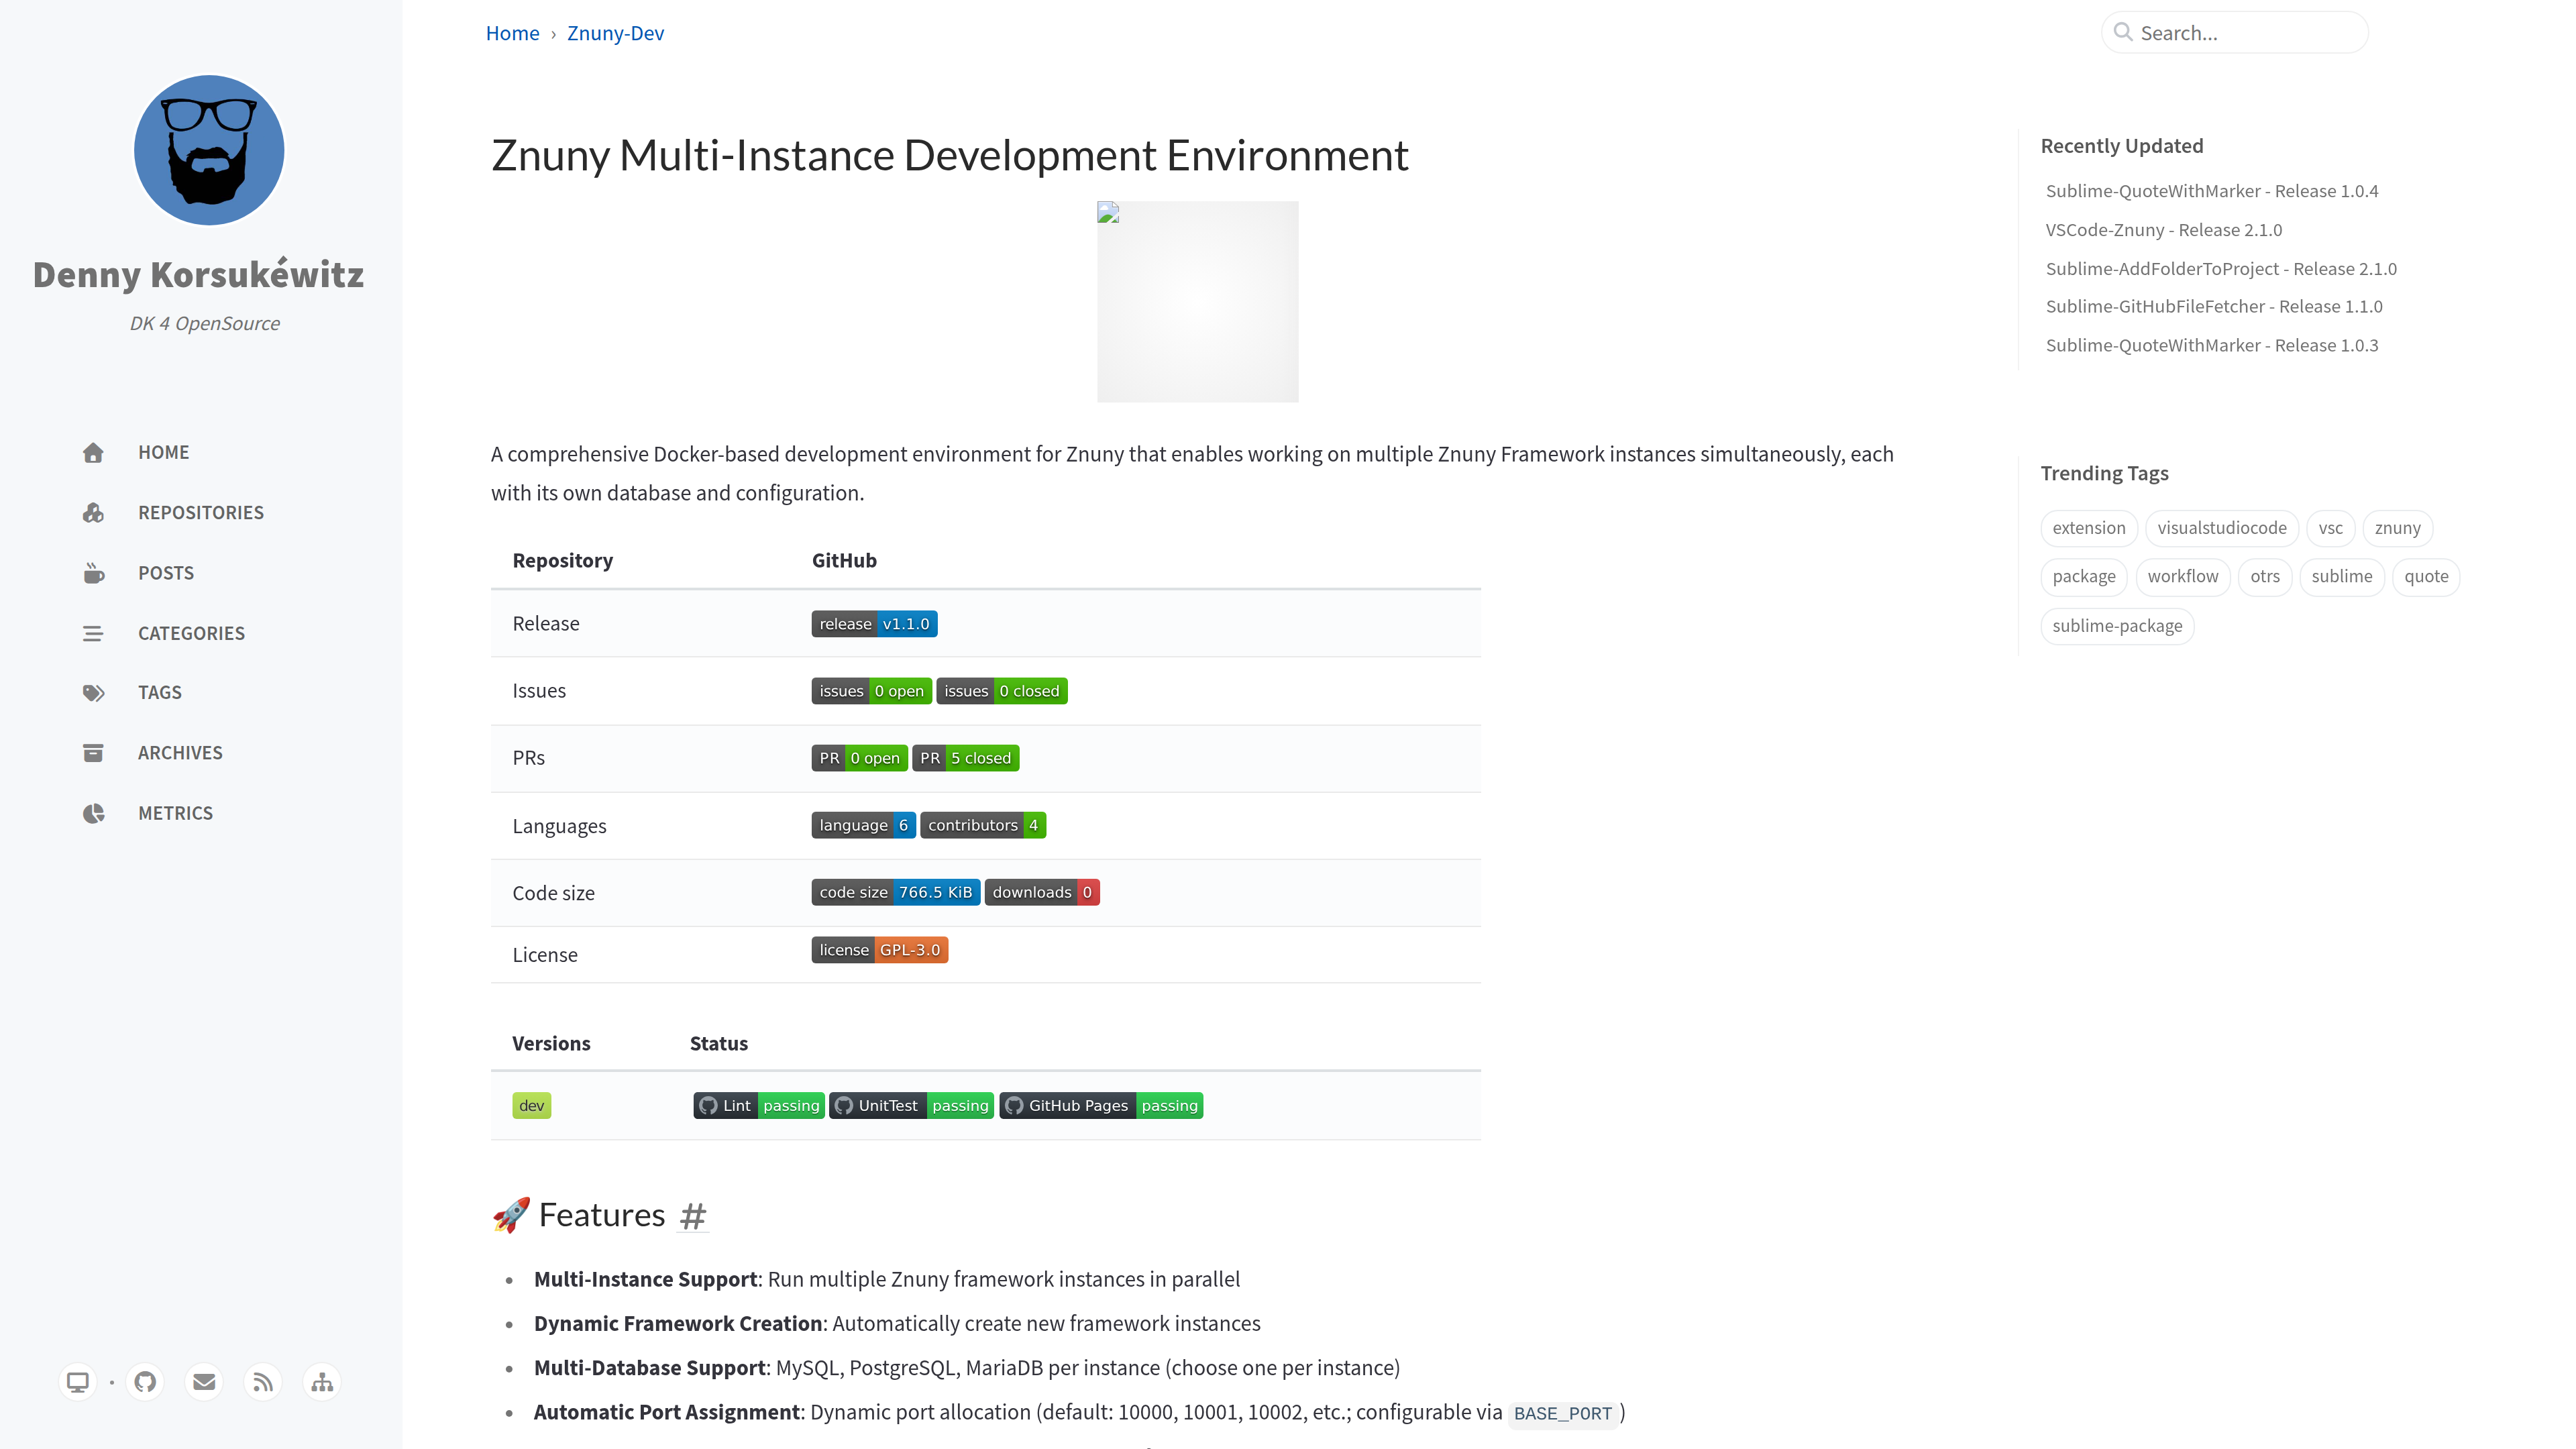 Denny Korsukéwitz
DK 4 OpenSource
HOME
REPOSITORIES
POSTS
CATEGORIES
TAGS
ARCHIVES
METRICS
Home › Znuny-Dev
Search...
Znuny Multi-Instance Development Environment
A comprehensive Docker-based development environment for Znuny that enables working on multiple Znuny Framework instances simultaneously, each
with its own database and configuration.
Repository GitHub
Release release v1.1.0
Issues issues 0 open issues 0 closed
PRs PR 0 open PR 5 closed
Languages language 6 contributors 4
Code size code size 766.5 KiB downloads 0
License license GPL-3.0
Versions Status
dev Lint passing UnitTest passing GitHub Pages passing
🚀 Features #
• Multi-Instance Support: Run multiple Znuny framework instances in parallel
• Dynamic Framework Creation: Automatically create new framework instances
• Multi-Database Support: MySQL, PostgreSQL, MariaDB per instance (choose one per instance)
• Automatic Port Assignment: Dynamic port allocation (default: 10000, 10001, 10002, etc.; configurable via BASE_PORT)
Recently Updated
Sublime-QuoteWithMarker - Release 1.0.4
VSCode-Znuny - Release 2.1.0
Sublime-AddFolderToProject - Release 2.1.0
Sublime-GitHubFileFetcher - Release 1.1.0
Sublime-QuoteWithMarker - Release 1.0.3
Trending Tags
extension visualstudiocode vsc znuny
package workflow otrs sublime quote
sublime-package